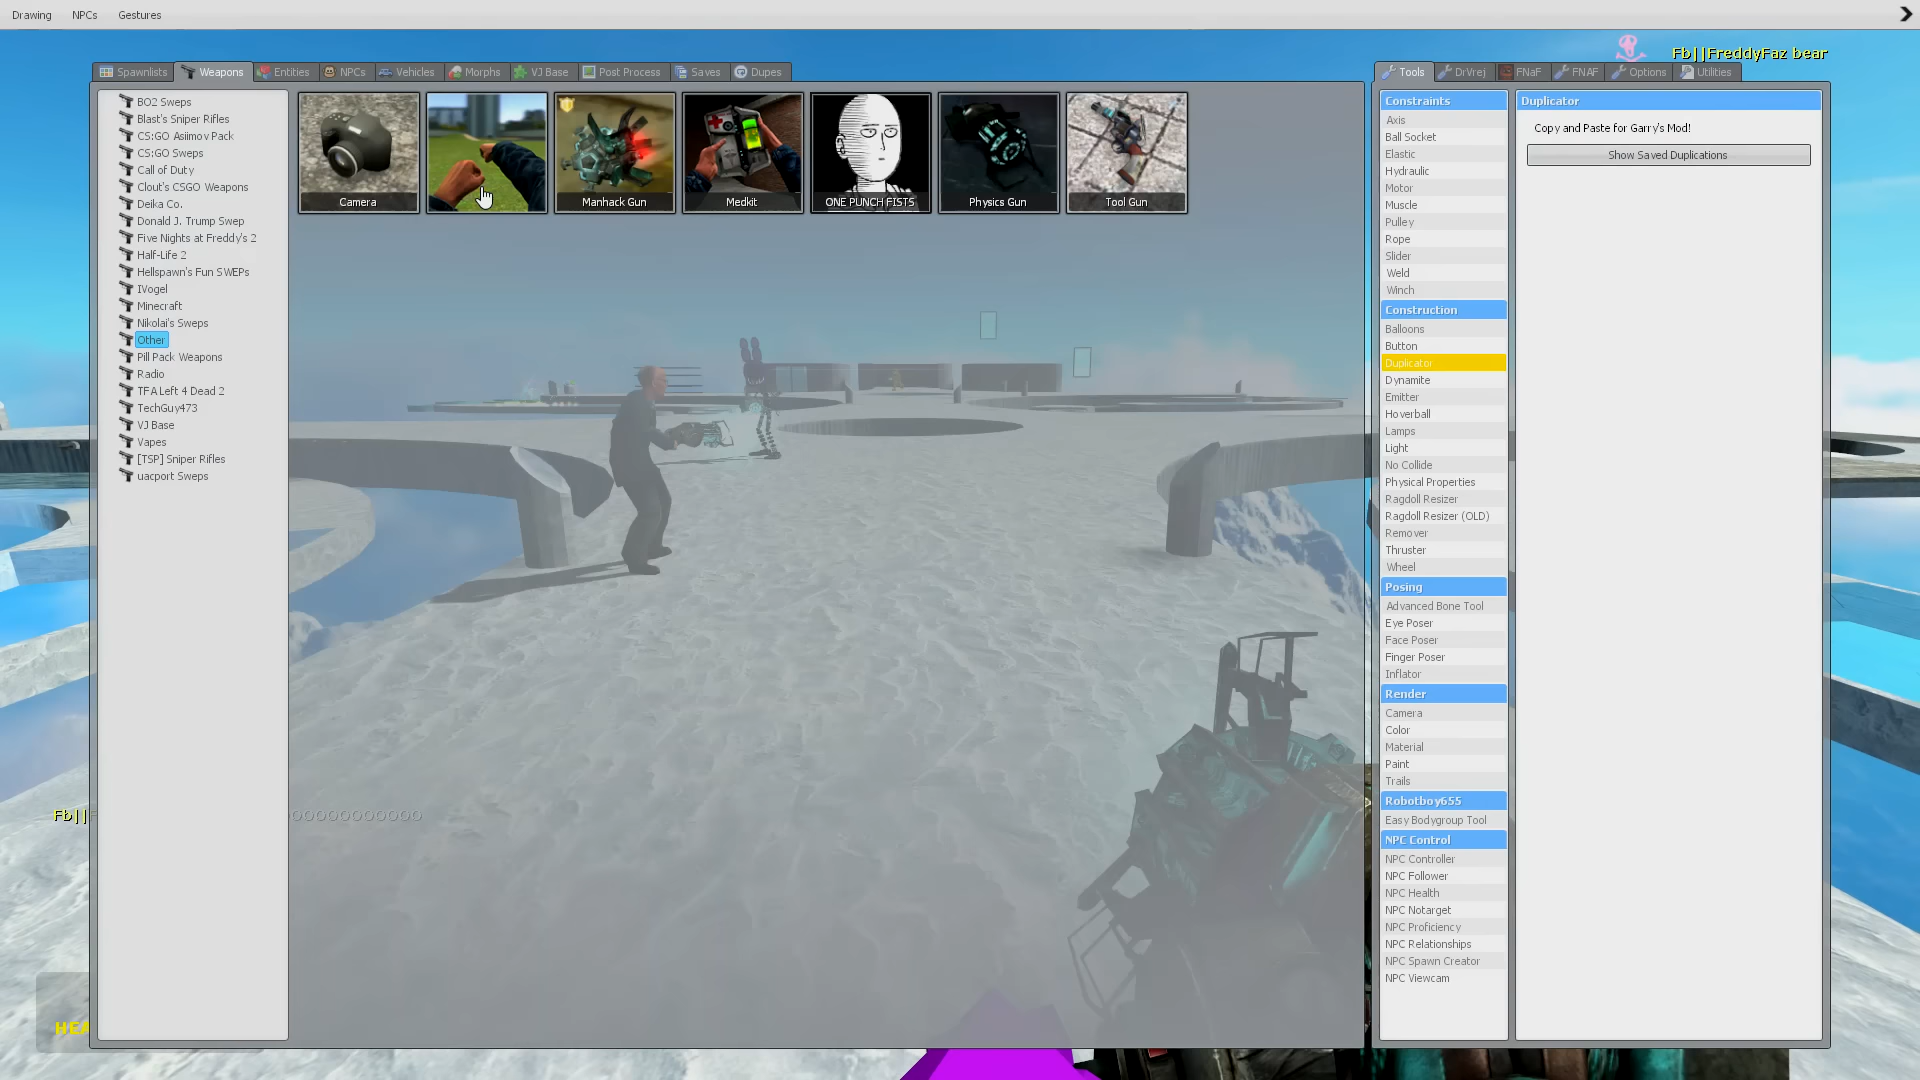 Drawing NPCs Gestures
Fb||FreddyFaz bear
Spawnlists Weapons Entities NPCs Vehicles Morphs VJ Base Post Process Saves Dupes
BO2 Sweps
Blast's Sniper Rifles
CS:GO Asiimov Pack
CS:GO Sweps
Call of Duty
Clout's CSGO Weapons
Deika Co.
Donald J. Trump Swep
Five Nights at Freddy's 2
Half-Life 2
Hellspawn's Fun SWEPs
IVogel
Minecraft
Nikolai's Sweps
Other
Pill Pack Weapons
Radio
TFA Left 4 Dead 2
TechGuy473
VJ Base
Vapes
[TSP] Sniper Rifles
uacport Sweps
Camera
Manhack Gun
Medkit
ONE PUNCH FISTS
Physics Gun
Tool Gun
Fb||F
OOOOOOOOOOOO
HEA
Tools DrVrej FNaF FNAF Options Utilities
Constraints
Axis
Ball Socket
Elastic
Hydraulic
Motor
Muscle
Pulley
Rope
Slider
Weld
Winch
Construction
Balloons
Button
Duplicator
Dynamite
Emitter
Hoverball
Lamps
Light
No Collide
Physical Properties
Ragdoll Resizer
Ragdoll Resizer (OLD)
Remover
Thruster
Wheel
Posing
Advanced Bone Tool
Eye Poser
Face Poser
Finger Poser
Inflator
Render
Camera
Color
Material
Paint
Trails
Robotboy655
Easy Bodygroup Tool
NPC Control
NPC Controller
NPC Follower
NPC Health
NPC Notarget
NPC Proficiency
NPC Relationships
NPC Spawn Creator
NPC Viewcam
Duplicator
Copy and Paste for Garry's Mod!
Show Saved Duplications